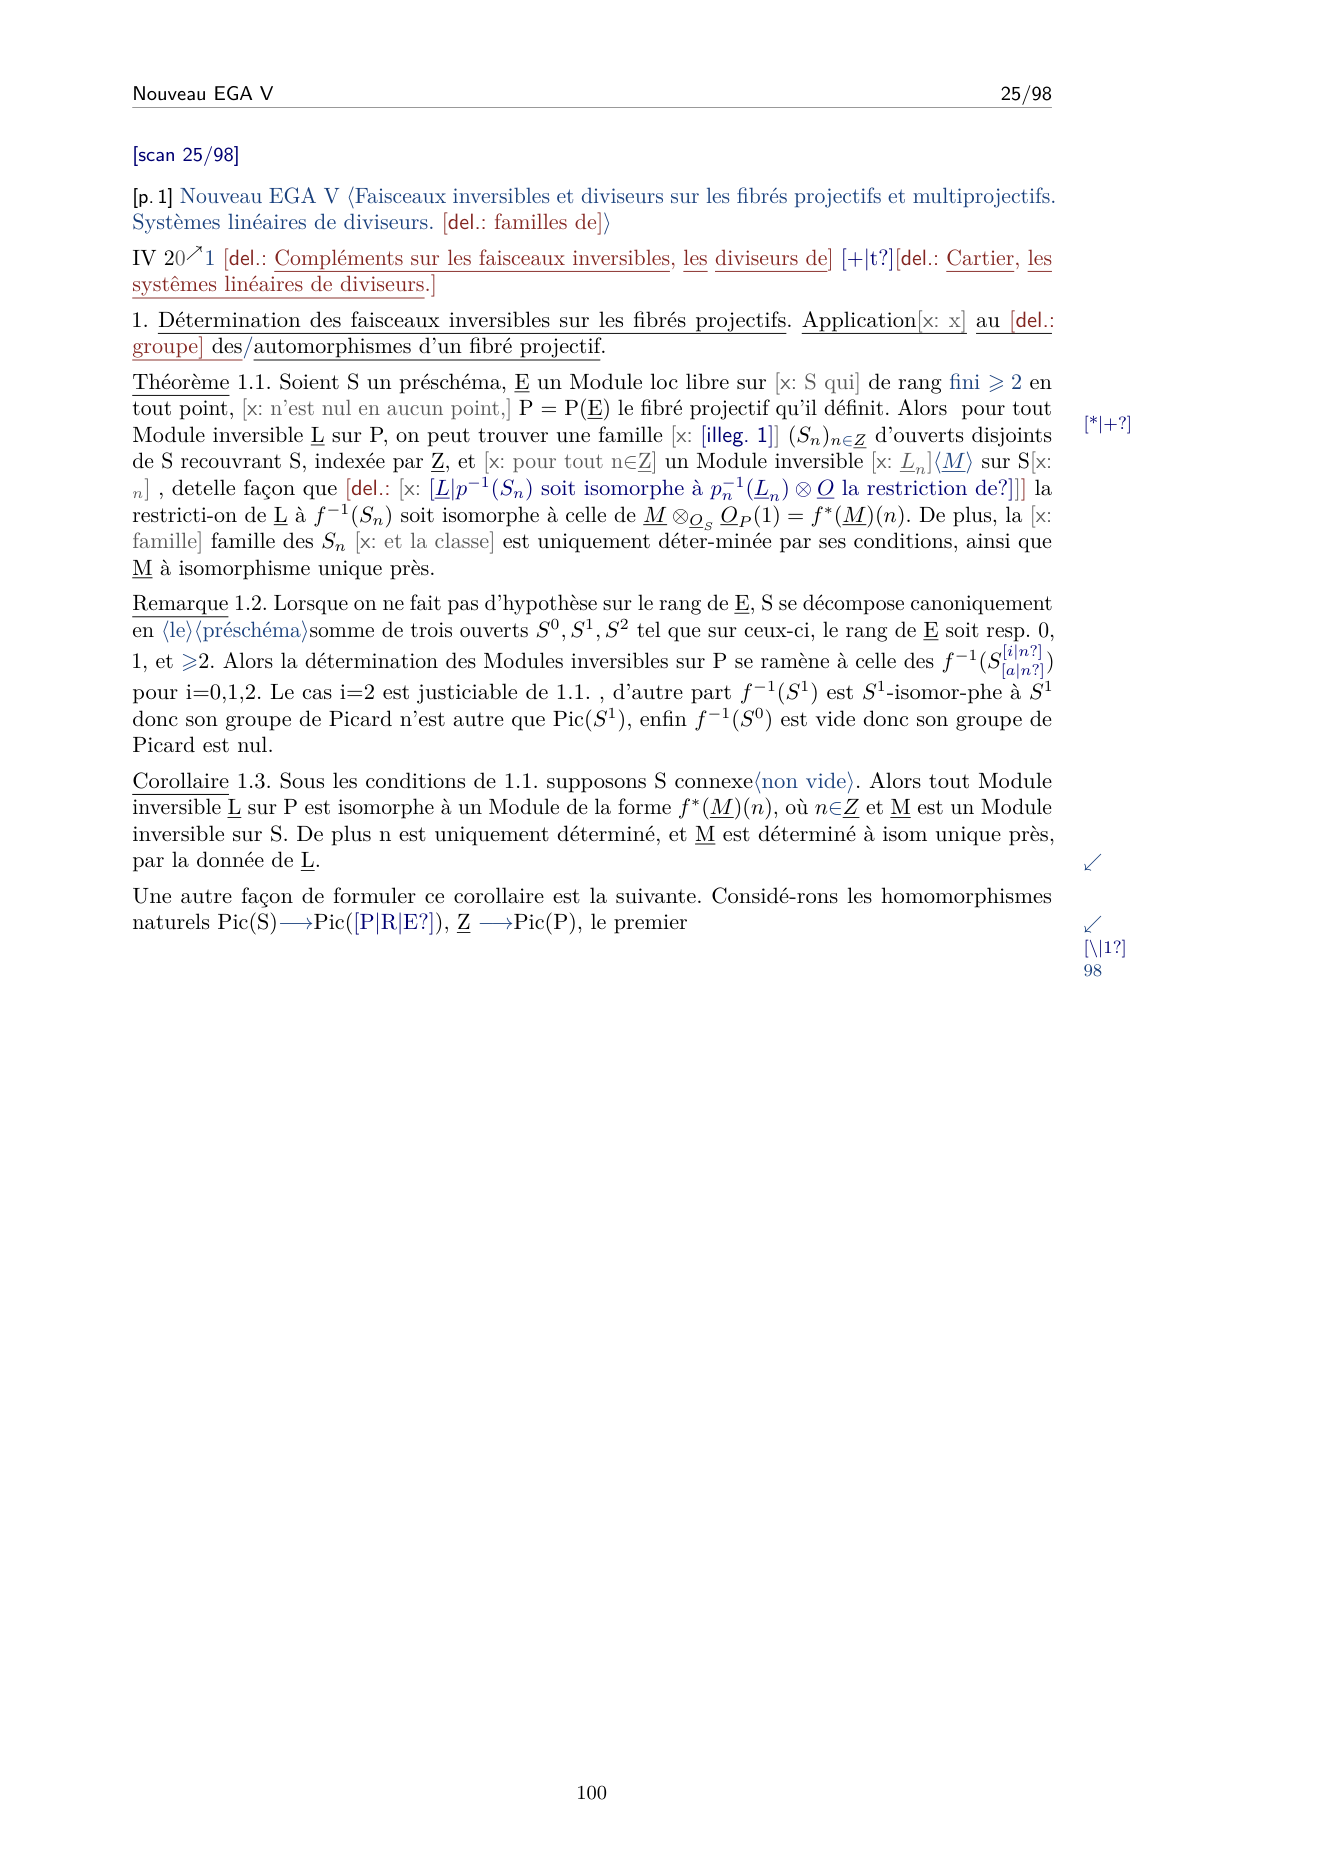 Nouveau EGA V 25/98
[scan 25/98]
[p. 1] Nouveau EGA V ⟨Faisceaux inversibles et diviseurs sur les fibrés projectifs et multiprojectifs.
Systèmes linéaires de diviseurs. [del.: familles de]⟩
IV 20↗1 [del.: Compléments sur les faisceaux inversibles, les diviseurs de] [+|t?][del.: Cartier, les
systêmes linéaires de diviseurs.]
1. Détermination des faisceaux inversibles sur les fibrés projectifs. Application[x: x] au [del.:
groupe] des/automorphismes d'un fibré projectif.
Théorème 1.1. Soient S un préschéma, E un Module loc libre sur [x: S qui] de rang fini ⩾ 2 en
tout point, [x: n'est nul en aucun point,] P = P(E) le fibré projectif qu'il définit. Alors pour tout
[*|+?]
Module inversible L sur P, on peut trouver une famille [x: [illeg. 1]] (Sₙ)ₙ∈Z d'ouverts disjoints
de S recouvrant S, indexée par Z, et [x: pour tout n∈Z] un Module inversible [x: Lₙ]⟨M⟩ sur S[x:
ₙ] , detelle façon que [del.: [x: [L|p⁻¹(Sₙ) soit isomorphe à pₙ⁻¹(Lₙ) ⊗ O la restriction de?]]] la
restricti-on de L à f⁻¹(Sₙ) soit isomorphe à celle de M ⊗_{O_S} O_P(1) = f*(M)(n). De plus, la [x:
famille] famille des Sₙ [x: et la classe] est uniquement déter-minée par ses conditions, ainsi que
M à isomorphisme unique près.
Remarque 1.2. Lorsque on ne fait pas d'hypothèse sur le rang de E, S se décompose canoniquement
en ⟨le⟩⟨préschéma⟩somme de trois ouverts S⁰, S¹, S² tel que sur ceux-ci, le rang de E soit resp. 0,
1, et ⩾2. Alors la détermination des Modules inversibles sur P se ramène à celle des f⁻¹(S^{[i|n?]}_{[a|n?]})
pour i=0,1,2. Le cas i=2 est justiciable de 1.1. , d'autre part f⁻¹(S¹) est S¹-isomor-phe à S¹
donc son groupe de Picard n'est autre que Pic(S¹), enfin f⁻¹(S⁰) est vide donc son groupe de
Picard est nul.
Corollaire 1.3. Sous les conditions de 1.1. supposons S connexe⟨non vide⟩. Alors tout Module
inversible L sur P est isomorphe à un Module de la forme f*(M)(n), où n∈Z et M est un Module
inversible sur S. De plus n est uniquement déterminé, et M est déterminé à isom unique près,
par la donnée de L.
↙
Une autre façon de formuler ce corollaire est la suivante. Considé-rons les homomorphismes
naturels Pic(S)⟶Pic([P|R|E?]), Z ⟶Pic(P), le premier
↙
[\|1?]
98
100